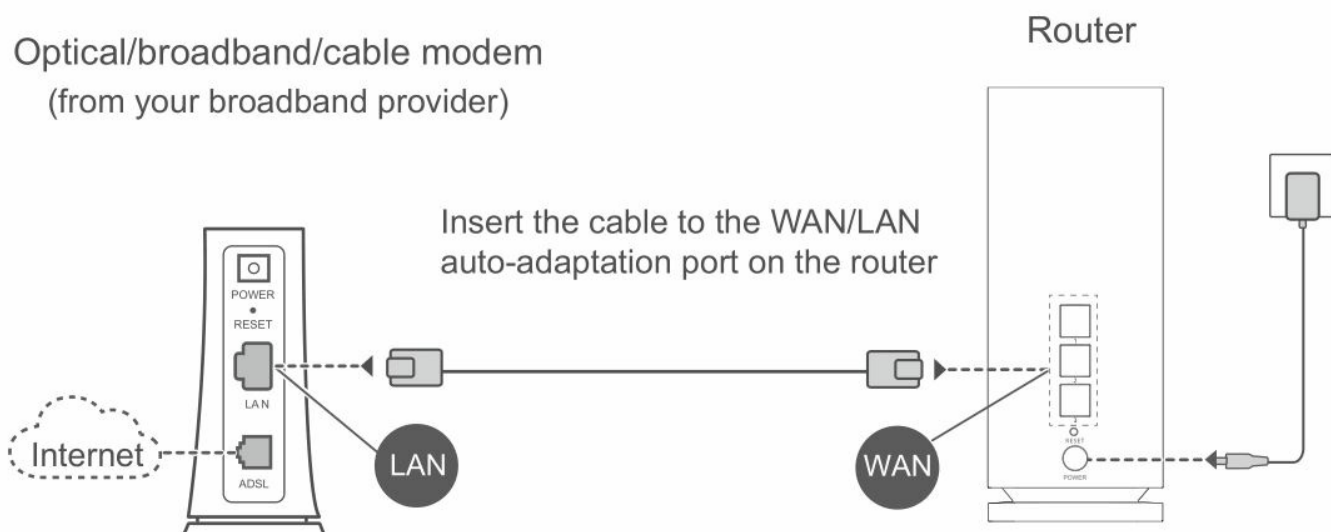 Router
Optical/broadband/cable modem
(from your broadband provider)
Insert the cable to the WAN/LAN
auto-adaptation port on the router
POWER
RESET
LAN
Internet
ADSL
LAN
WAN
RESET
POWER